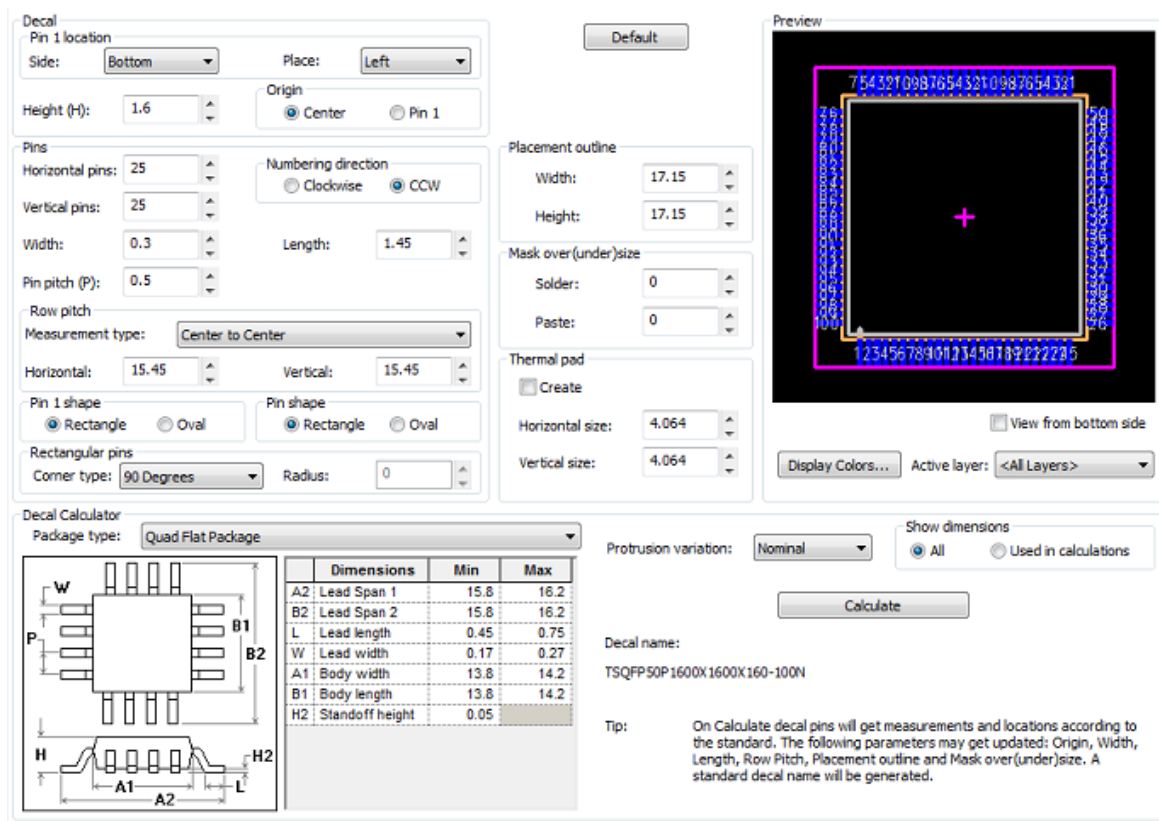 Decal
Pin 1 location
Side: Bottom Place: Left
Height (H): 1.6
Origin
Center Pin 1
Default
Pins
Horizontal pins: 25
Vertical pins: 25
Width: 0.3 Length: 1.45
Pin pitch (P): 0.5
Numbering direction
Clockwise CCW
Row pitch
Measurement type: Center to Center
Horizontal: 15.45 Vertical: 15.45
Pin 1 shape
Rectangle Oval
Pin shape
Rectangle Oval
Rectangular pins
Corner type: 90 Degrees Radius: 0
Placement outline
Width: 17.15
Height: 17.15
Mask over(under)size
Solder: 0
Paste: 0
Thermal pad
Create
Horizontal size: 4.064
Vertical size: 4.064
Preview
76
50
100
26
View from bottom side
Display Colors... Active layer: <All Layers>
Decal Calculator
Package type: Quad Flat Package
W
P
B1
B2
H
H2
A1
L
A2
Dimensions Min Max
A2 Lead Span 1 15.8 16.2
B2 Lead Span 2 15.8 16.2
L Lead length 0.45 0.75
W Lead width 0.17 0.27
A1 Body width 13.8 14.2
B1 Body length 13.8 14.2
H2 Standoff height 0.05
Protrusion variation: Nominal
Show dimensions
All Used in calculations
Calculate
Decal name:
TSQFP50P1600X1600X160-100N
Tip: On Calculate decal pins will get measurements and locations according to
the standard. The following parameters may get updated: Origin, Width,
Length, Row Pitch, Placement outline and Mask over(under)size. A
standard decal name will be generated.